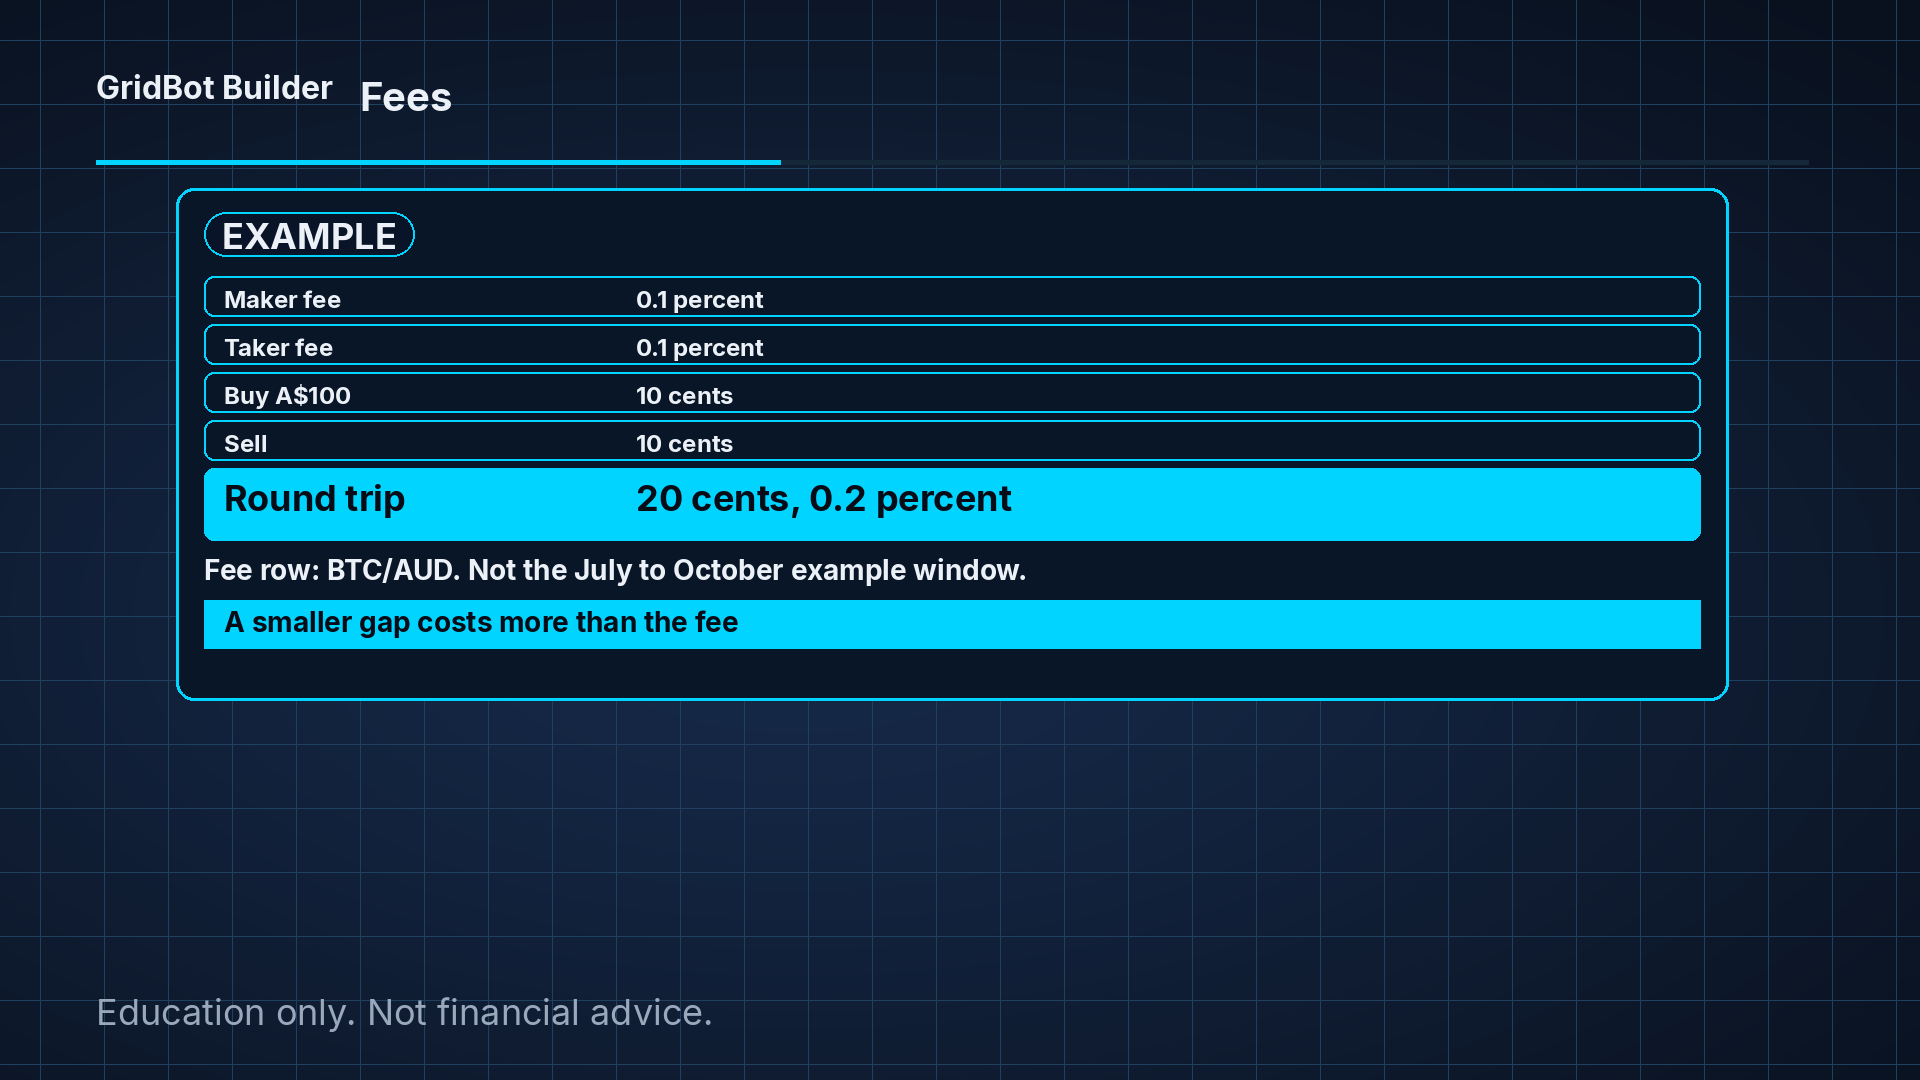 GridBot Builder Fees
EXAMPLE
Maker fee 0.1 percent
Taker fee 0.1 percent
Buy A$100 10 cents
Sell 10 cents
Round trip 20 cents, 0.2 percent
Fee row: BTC/AUD. Not the July to October example window.
A smaller gap costs more than the fee
Education only. Not financial advice.